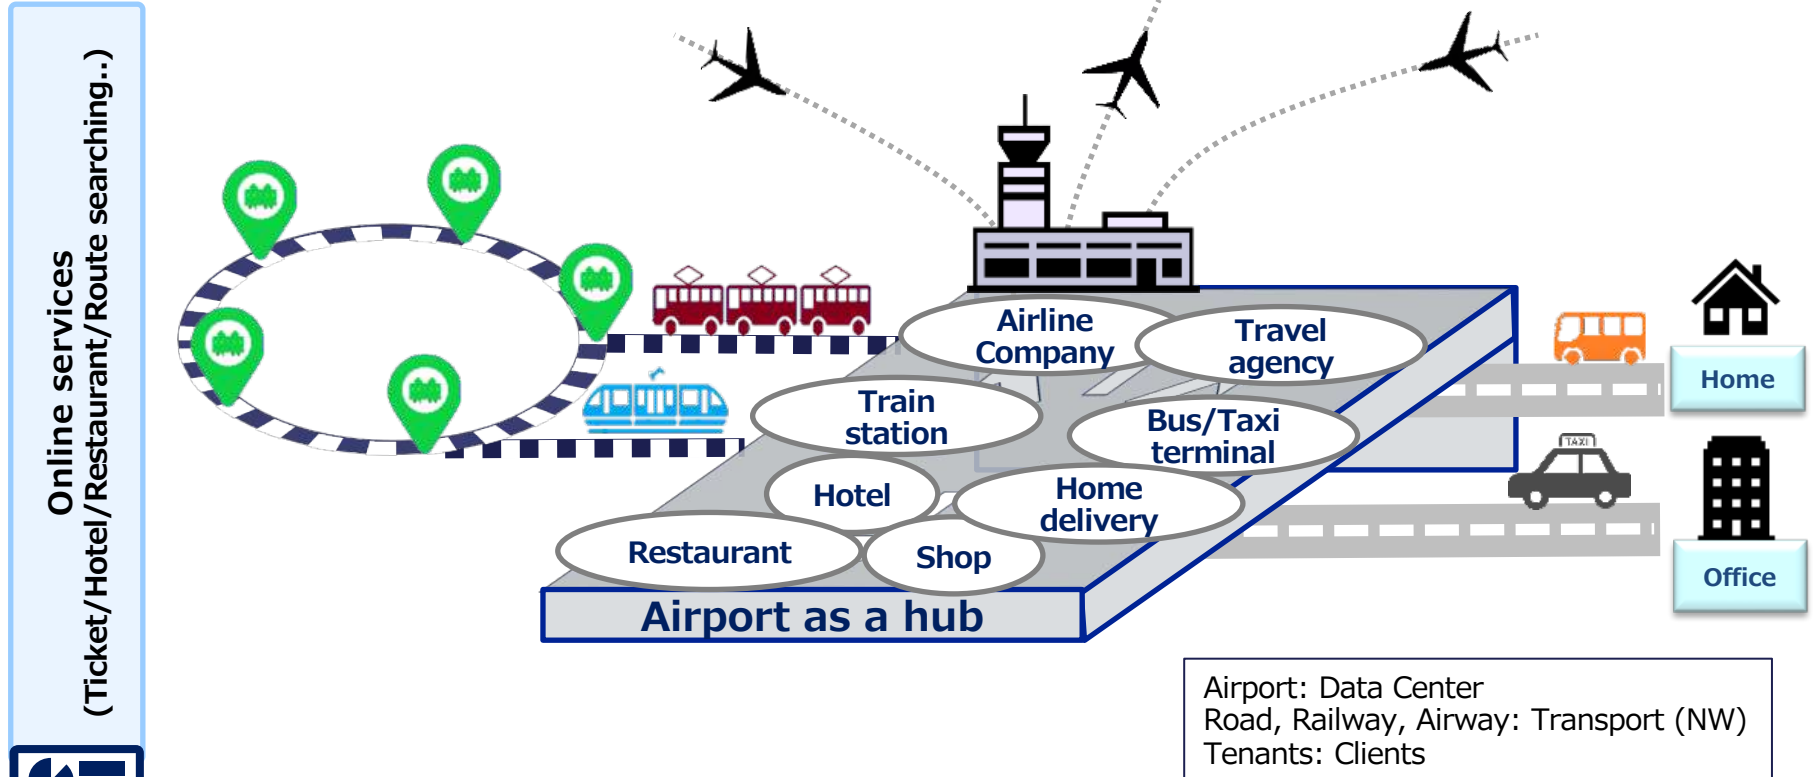 Online services
(Ticket/Hotel/Restaurant/Route searching..)
Airline
Company
Travel
agency
Train
station
Bus/Taxi
terminal
Hotel
Home
delivery
Restaurant
Shop
Airport as a hub
Home
TAXI
Office
Airport: Data Center
Road, Railway, Airway: Transport (NW)
Tenants: Clients